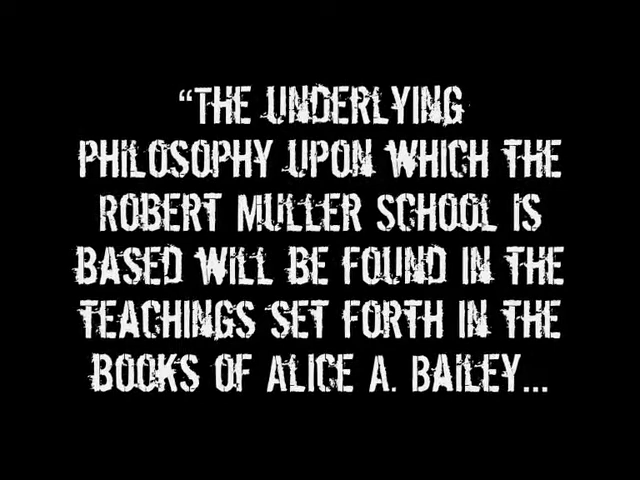 “THE UNDERLYING
PHILOSOPHY UPON WHICH THE
ROBERT MULLER SCHOOL IS
BASED WILL BE FOUND IN THE
TEACHINGS SET FORTH IN THE
BOOKS OF ALICE A. BAILEY...